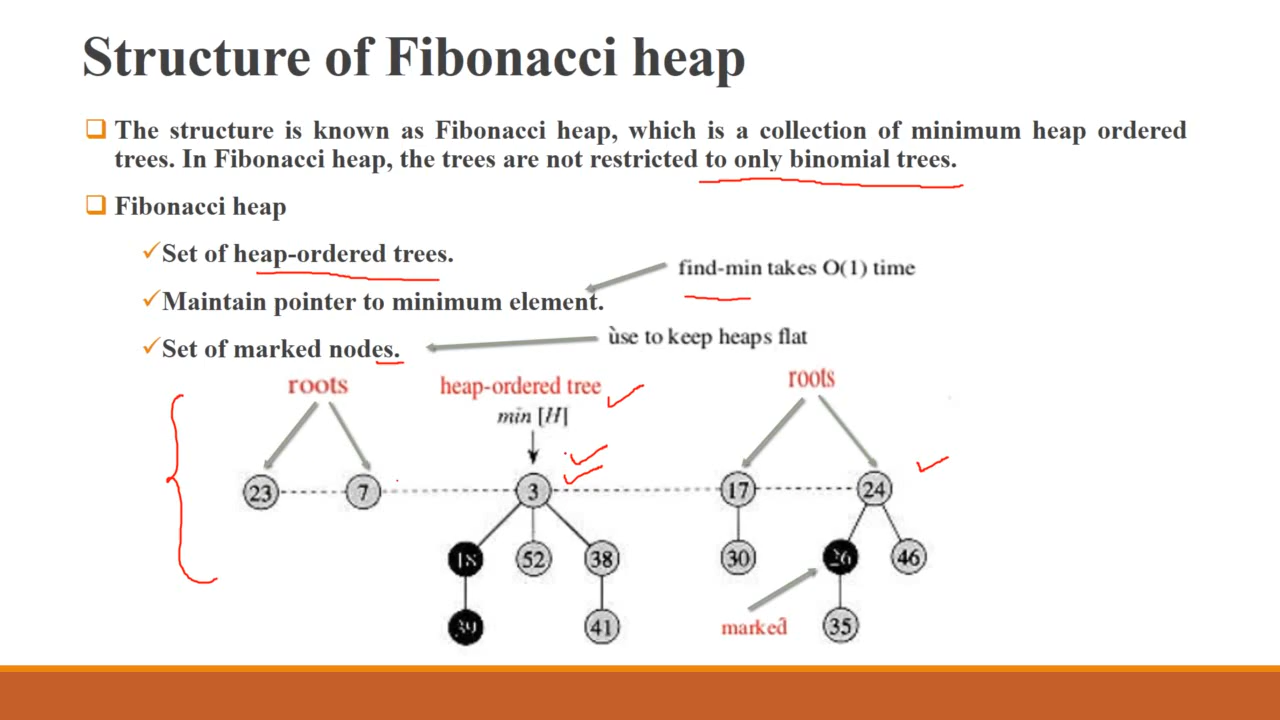 Structure of Fibonacci heap
The structure is known as Fibonacci heap, which is a collection of minimum heap ordered
trees. In Fibonacci heap, the trees are not restricted to only binomial trees.
Fibonacci heap
Set of heap-ordered trees.
find-min takes O(1) time
Maintain pointer to minimum element.
use to keep heaps flat
Set of marked nodes.
roots
heap-ordered tree
roots
min [H]
23 7 3 17 24
18 52 38 30 26 46
39 41 marked 35